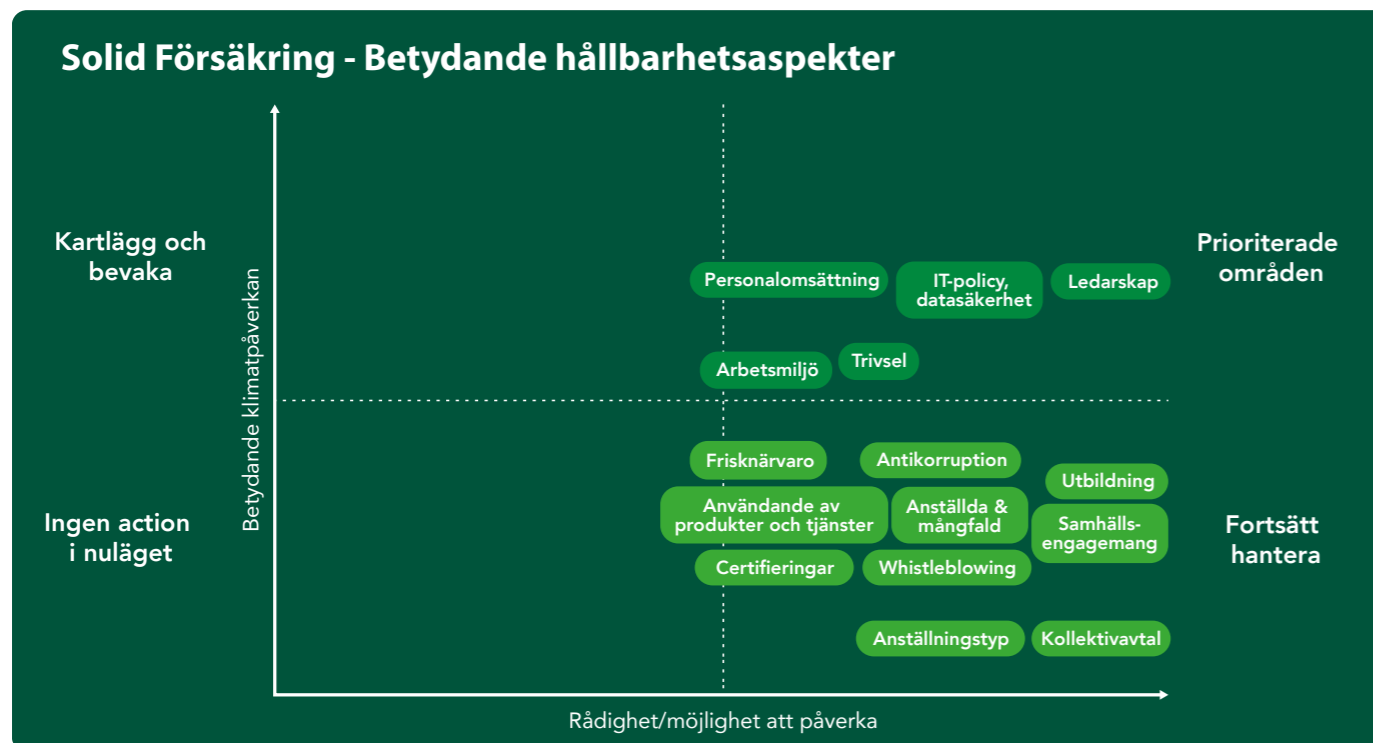 Solid Försäkring - Betydande hållbarhetsaspekter
Kartlägg och
bevaka
Ingen action
i nuläget
Betydande klimatpåverkan
Personalomsättning
IT-policy,
datasäkerhet
Ledarskap
Arbetsmiljö
Trivsel
Frisknärvaro
Antikorruption
Utbildning
Användande av
produkter och tjänster
Anställda &
mångfald
Samhälls-
engagemang
Certifieringar
Whistleblowing
Anställningstyp
Kollektivavtal
Prioriterade
områden
Fortsätt
hantera
Rådighet/möjlighet att påverka